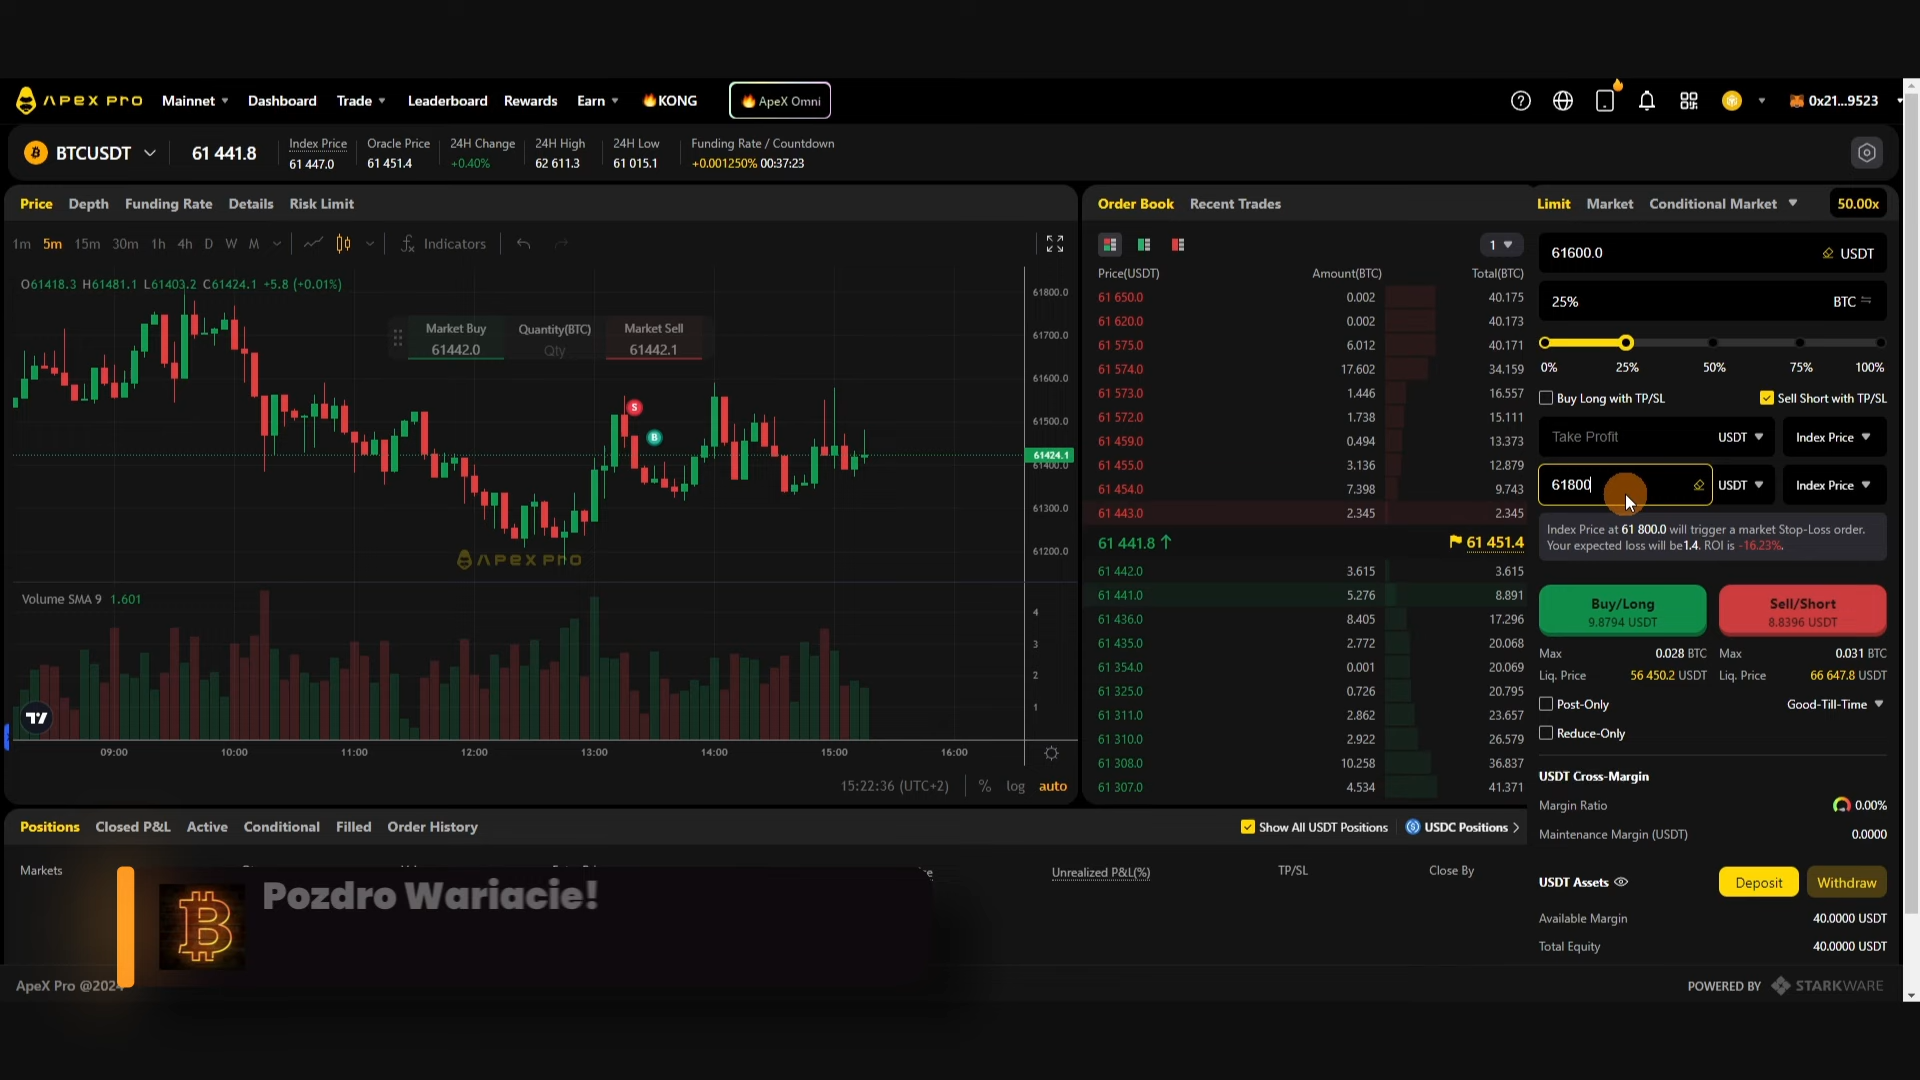 APEX PRO Mainnet Dashboard Trade Leaderboard Rewards Earn KONG ApeX Omni 0x21...9523
BTCUSDT 61 441.8
Index Price 61 447.0
Oracle Price 61 451.4
24H Change +0.40%
24H High 62 611.3
24H Low 61 015.1
Funding Rate / Countdown +0.001250% 00:37:23
Price Depth Funding Rate Details Risk Limit
1m 5m 15m 30m 1h 4h D W M Indicators
O61418.3 H61481.1 L61403.2 C61424.1 +5.8 (+0.01%)
Market Buy Quantity(BTC) Market Sell
61442.0 Qty 61442.1
S
B
61800.0
61700.0
61600.0
61500.0
61424.1
61400.0
61300.0
61200.0
APEX PRO
Volume SMA 9 1.601
4
3
2
1
09:00 10:00 11:00 12:00 13:00 14:00 15:00 16:00
15:22:36 (UTC+2) % log auto
Order Book Recent Trades
1
Price(USDT) Amount(BTC) Total(BTC)
61 650.0 0.002 40.175
61 620.0 0.002 40.173
61 575.0 6.012 40.171
61 574.0 17.602 34.159
61 573.0 1.446 16.557
61 572.0 1.738 15.111
61 459.0 0.494 13.373
61 455.0 3.136 12.879
61 454.0 7.398 9.743
61 443.0 2.345 2.345
61 441.8 61 451.4
61 442.0 3.615 3.615
61 441.0 5.276 8.891
61 436.0 8.405 17.296
61 435.0 2.772 20.068
61 354.0 0.001 20.069
61 325.0 0.726 20.795
61 311.0 2.862 23.657
61 310.0 2.922 26.579
61 308.0 10.258 36.837
61 307.0 4.534 41.371
Limit Market Conditional Market 50.00x
61600.0 USDT
25% BTC
0% 25% 50% 75% 100%
Buy Long with TP/SL Sell Short with TP/SL
Take Profit USDT Index Price
61800 USDT Index Price
Index Price at 61 800.0 will trigger a market Stop-Loss order.
Your expected loss will be1.4. ROI is -16.23%.
Buy/Long Sell/Short
9.8794 USDT 8.8396 USDT
Max 0.028 BTC Max 0.031 BTC
Liq. Price 56 450.2 USDT Liq. Price 66 647.8 USDT
Post-Only Good-Till-Time
Reduce-Only
USDT Cross-Margin
Margin Ratio 0.00%
Maintenance Margin (USDT) 0.0000
USDT Assets Deposit Withdraw
Available Margin 40.0000 USDT
Total Equity 40.0000 USDT
Positions Closed P&L Active Conditional Filled Order History Show All USDT Positions USDC Positions
Markets Unrealized P&L(%) TP/SL Close By
Pozdro Wariacie!
ApeX Pro @2024 POWERED BY STARKWARE